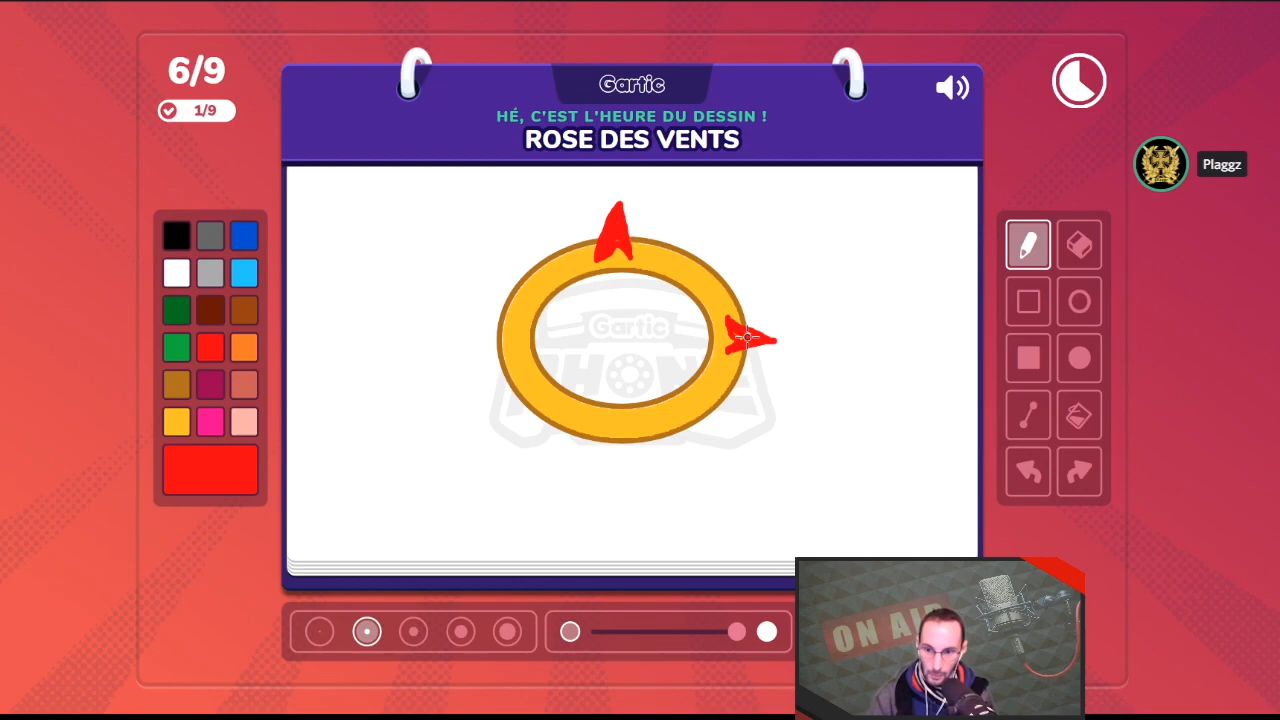 6/9
1/9
Gartic
HÉ, C'EST L'HEURE DU DESSIN !
ROSE DES VENTS
Plaggz
Gartic
PHONE
ON AIR